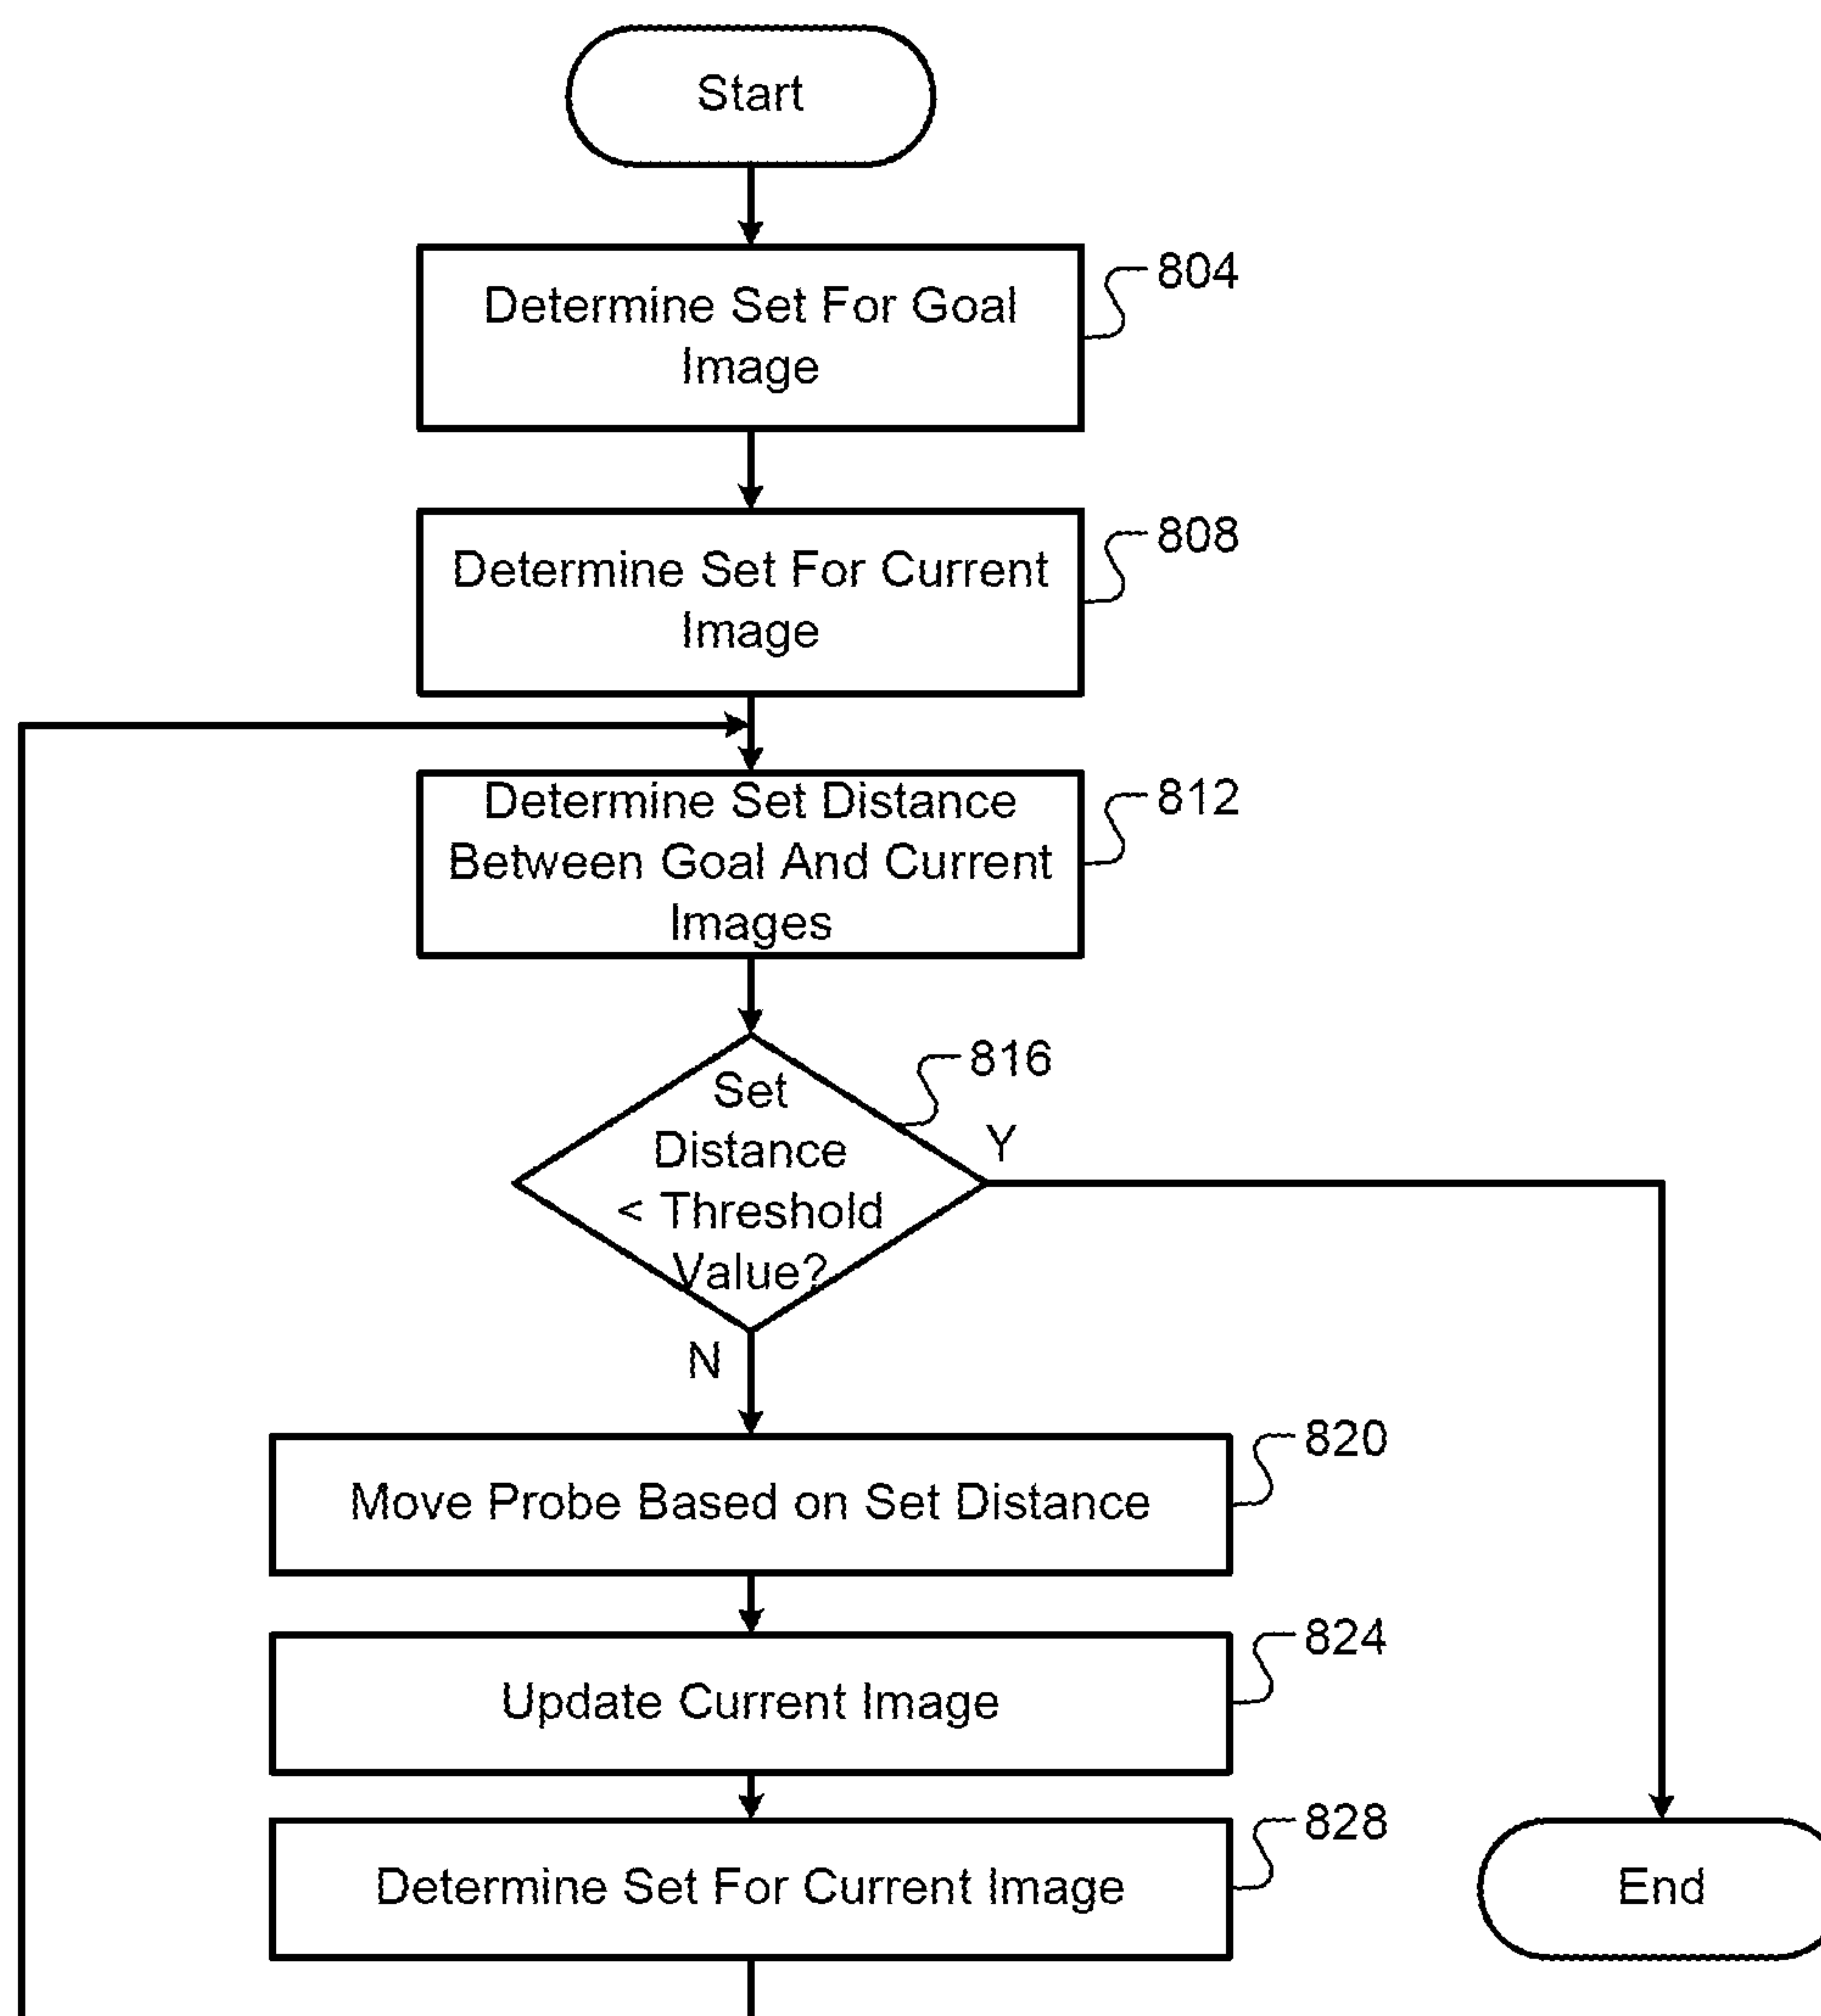 Start
Determine Set For Goal
Image
804
Determine Set For Current
Image
808
Determine Set Distance
Between Goal And Current
Images
812
Set
Distance
< Threshold
Value?
816
Y
N
Move Probe Based on Set Distance
820
Update Current Image
824
Determine Set For Current Image
828
End